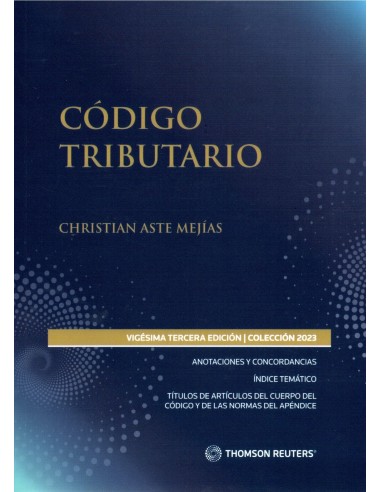 CÓDIGO
TRIBUTARIO
CHRISTIAN ASTE MEJÍAS
VIGÉSIMA TERCERA EDICIÓN | COLECCIÓN 2023
ANOTACIONES Y CONCORDANCIAS
ÍNDICE TEMÁTICO
TÍTULOS DE ARTÍCULOS DEL CUERPO DEL
CÓDIGO Y DE LAS NORMAS DEL APÉNDICE
THOMSON REUTERS®